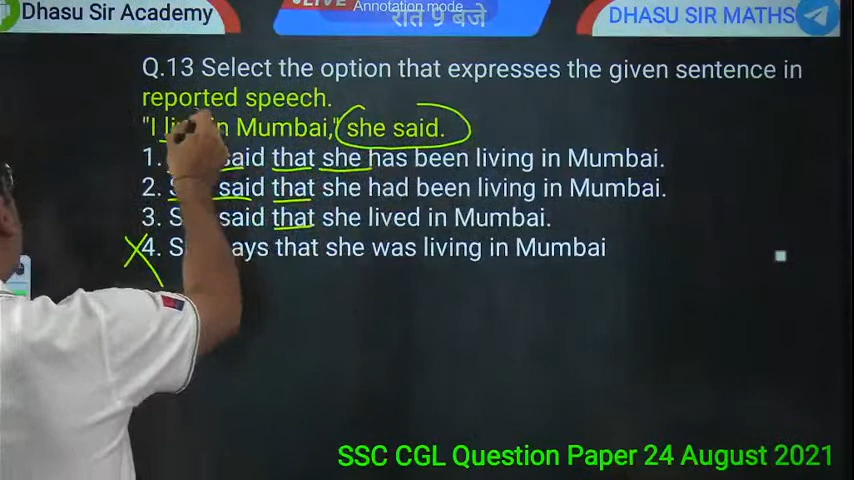 Dhasu Sir Academy
LIVE
Annotation mode
रात 9 बजे
DHASU SIR MATHS
Q.13 Select the option that expresses the given sentence in
reported speech.
"I in Mumbai," she said.
1. said that she has been living in Mumbai.
2. said that she had been living in Mumbai.
3. said that she lived in Mumbai.
4. that she was living in Mumbai
SSC CGL Question Paper 24 August 2021